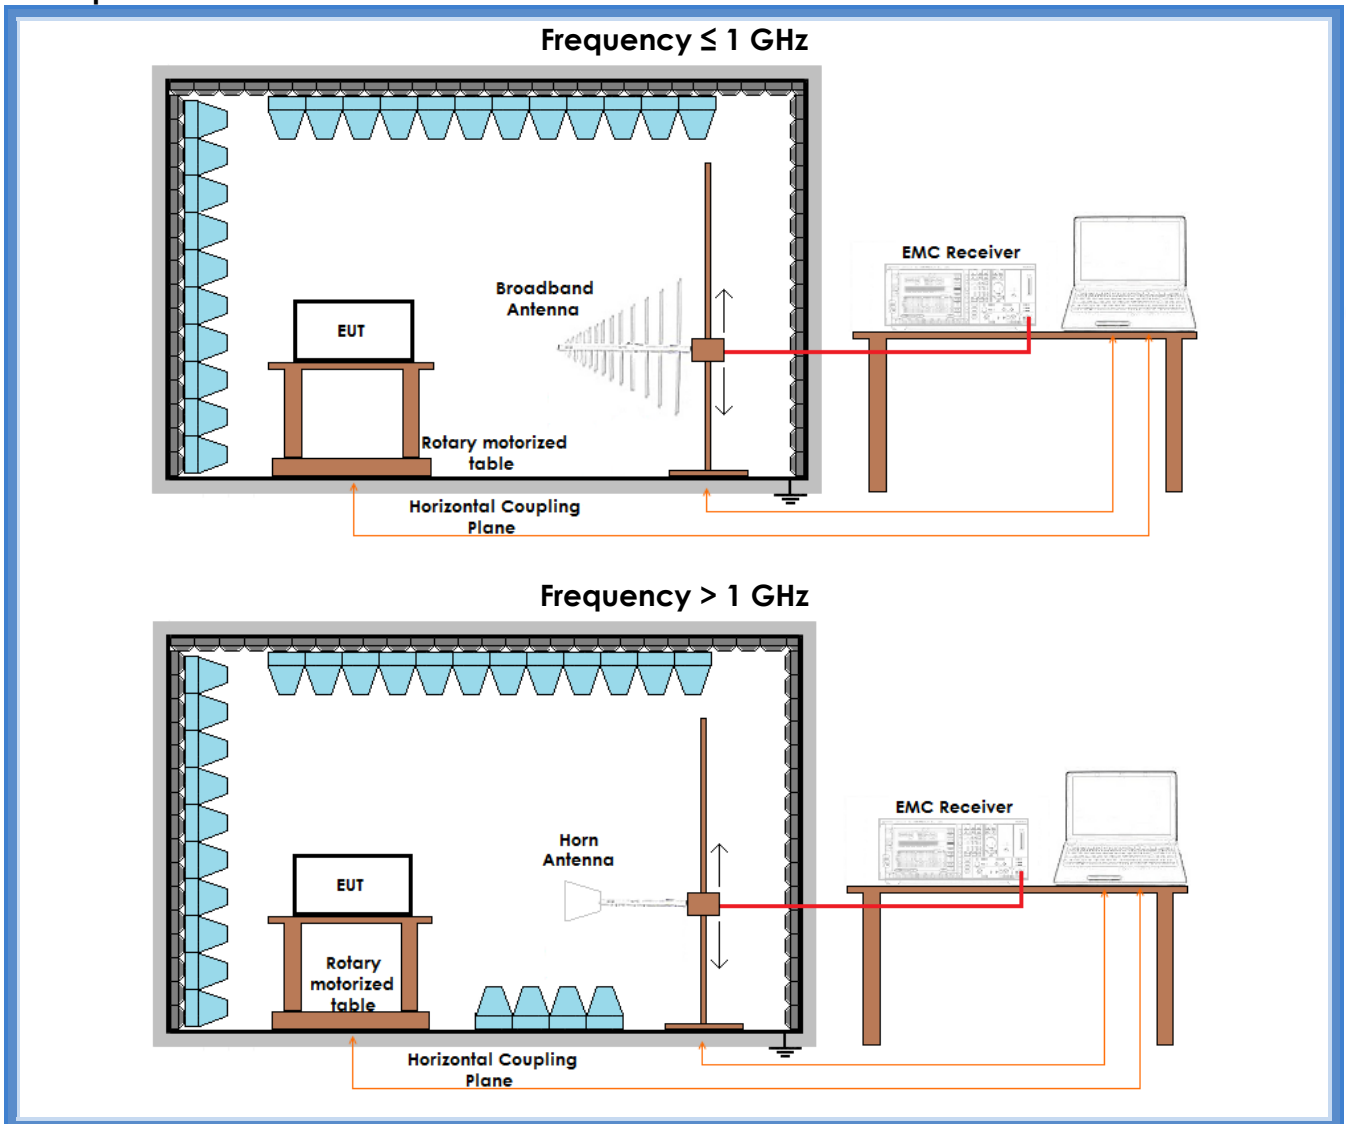 Frequency ≤ 1 GHz
EMC Receiver
Broadband
Antenna
EUT
Rotary motorized
table
Horizontal Coupling
Plane
Frequency > 1 GHz
EMC Receiver
Horn
Antenna
EUT
Rotary
motorized
table
Horizontal Coupling
Plane